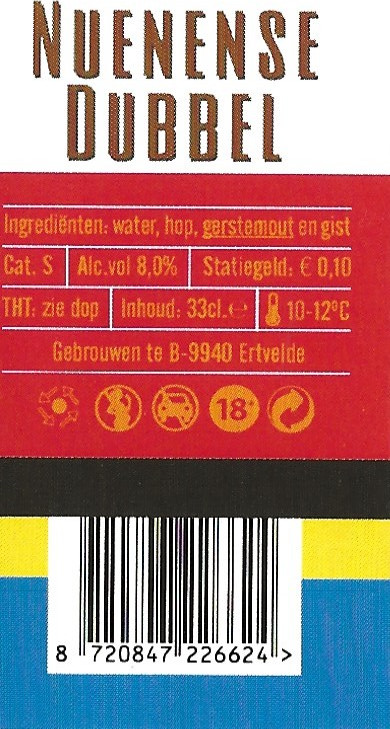 NUENENSE
DUBBEL
Ingrediënten: water, hop, gerstemout en gist
Cat. S Alc.vol 8,0% Statiegeld: € 0,10
THT: zie dop Inhoud: 33cl. ℮ 10-12ºC
Gebrouwen te B-9940 Ertvelde
18+
8 720847 226624 >